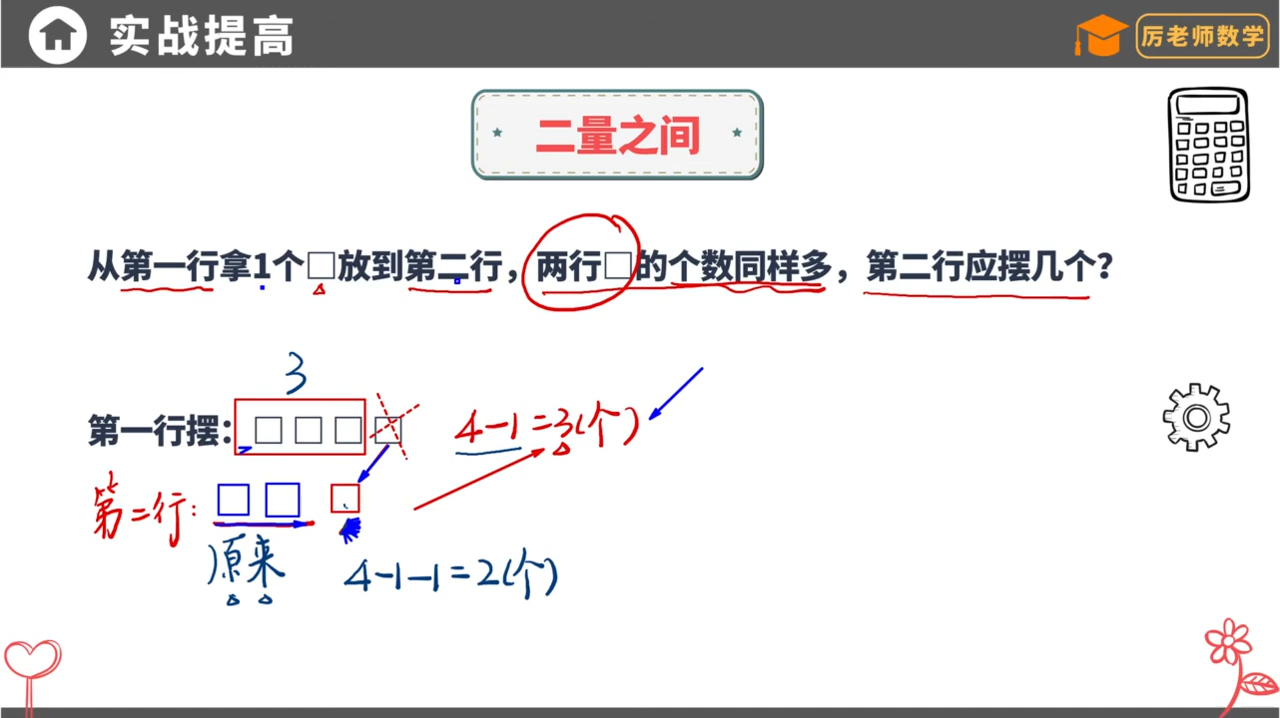 实战提高
厉老师数学
二量之间
从第一行拿1个□放到第二行，两行□的个数同样多，第二行应摆几个？
3
第一行摆：□□□□ 4-1=3(个)
第二行：□□ □
原来 4-1-1=2(个)